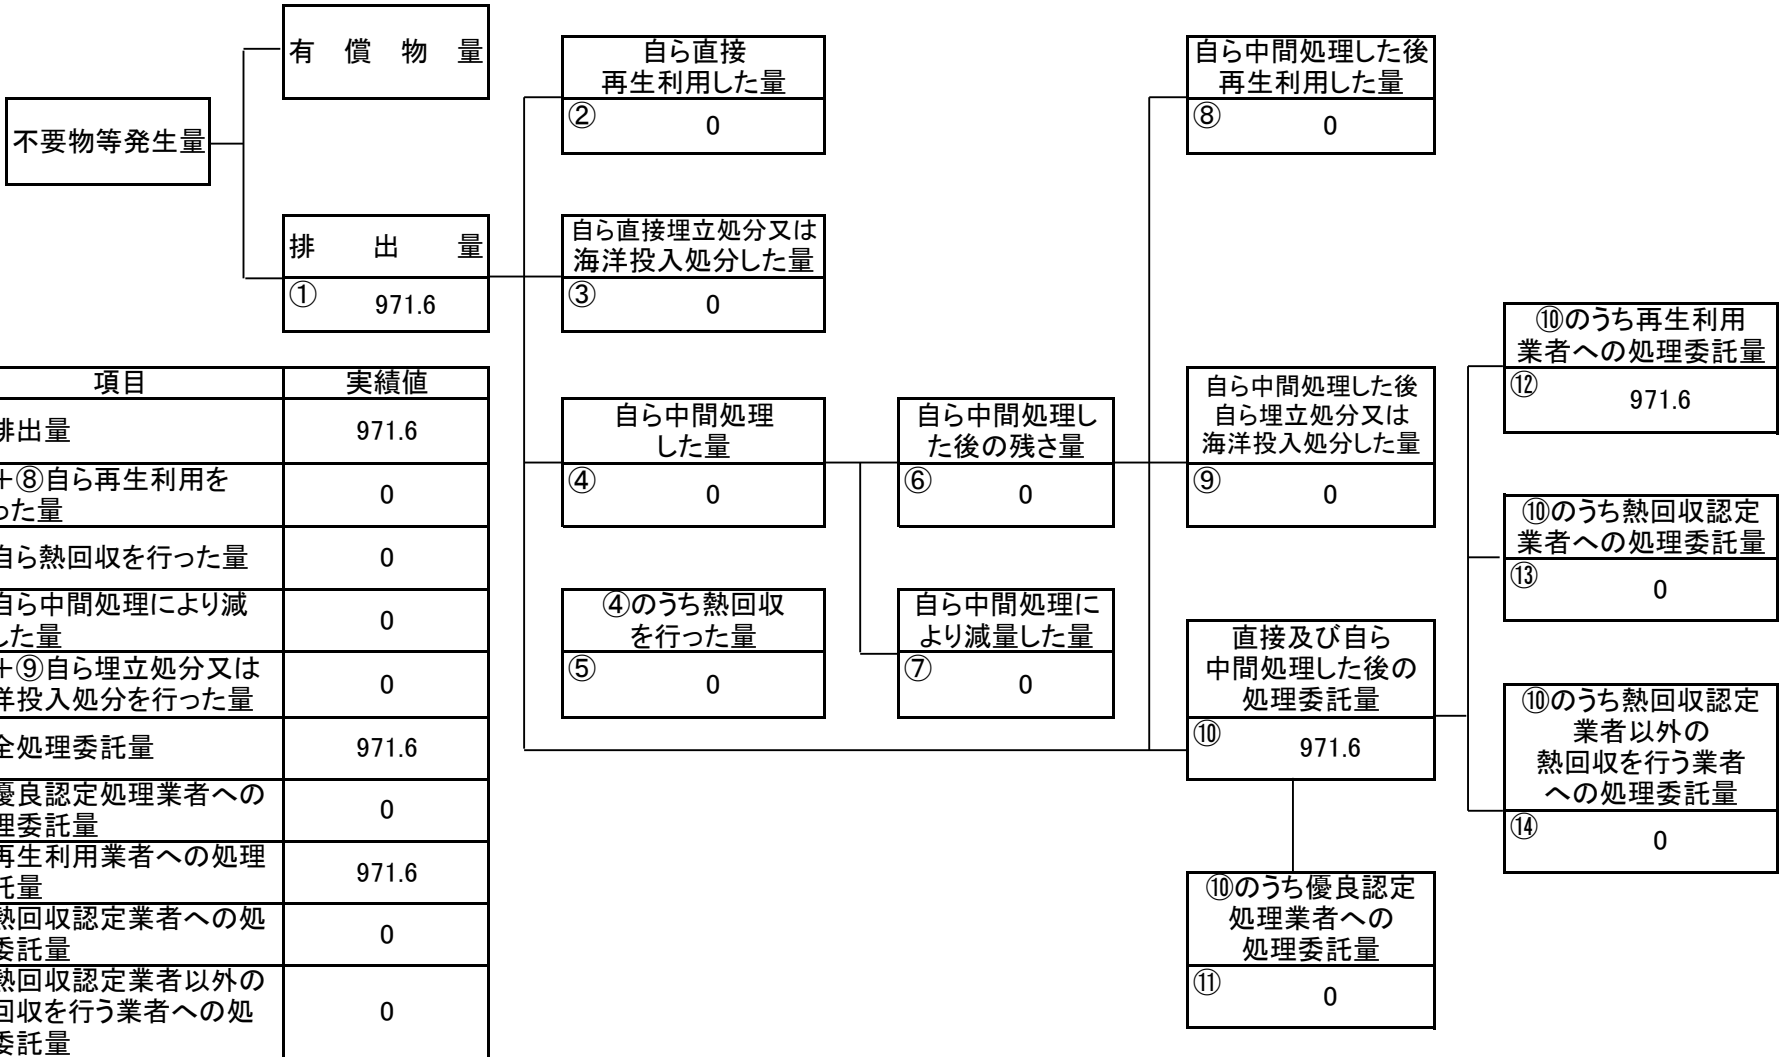 有償物量
不要物等発生量
排出量
①
971.6
自ら直接
再生利用した量
②
0
自ら直接埋立処分又は
海洋投入処分した量
③
0
自ら中間処理
した量
④
0
④のうち熱回収
を行った量
⑤
0
自ら中間処理し
た後の残さ量
⑥
0
自ら中間処理に
より減量した量
⑦
0
自ら中間処理した後
再生利用した量
⑧
0
自ら中間処理した後
自ら埋立処分又は
海洋投入処分した量
⑨
0
直接及び自ら
中間処理した後の
処理委託量
⑩
971.6
⑩のうち優良認定
処理業者への
処理委託量
⑪
0
⑩のうち再生利用
業者への処理委託量
⑫
971.6
⑩のうち熱回収認定
業者への処理委託量
⑬
0
⑩のうち熱回収認定
業者以外の
熱回収を行う業者
への処理委託量
⑭
0
項目 実績値
排出量 971.6
+⑧自ら再生利用を
った量 0
自ら熱回収を行った量 0
自ら中間処理により減
した量 0
+⑨自ら埋立処分又は
洋投入処分を行った量 0
全処理委託量 971.6
優良認定処理業者への
理委託量 0
再生利用業者への処理
託量 971.6
熱回収認定業者への処
委託量 0
熱回収認定業者以外の
回収を行う業者への処
委託量 0